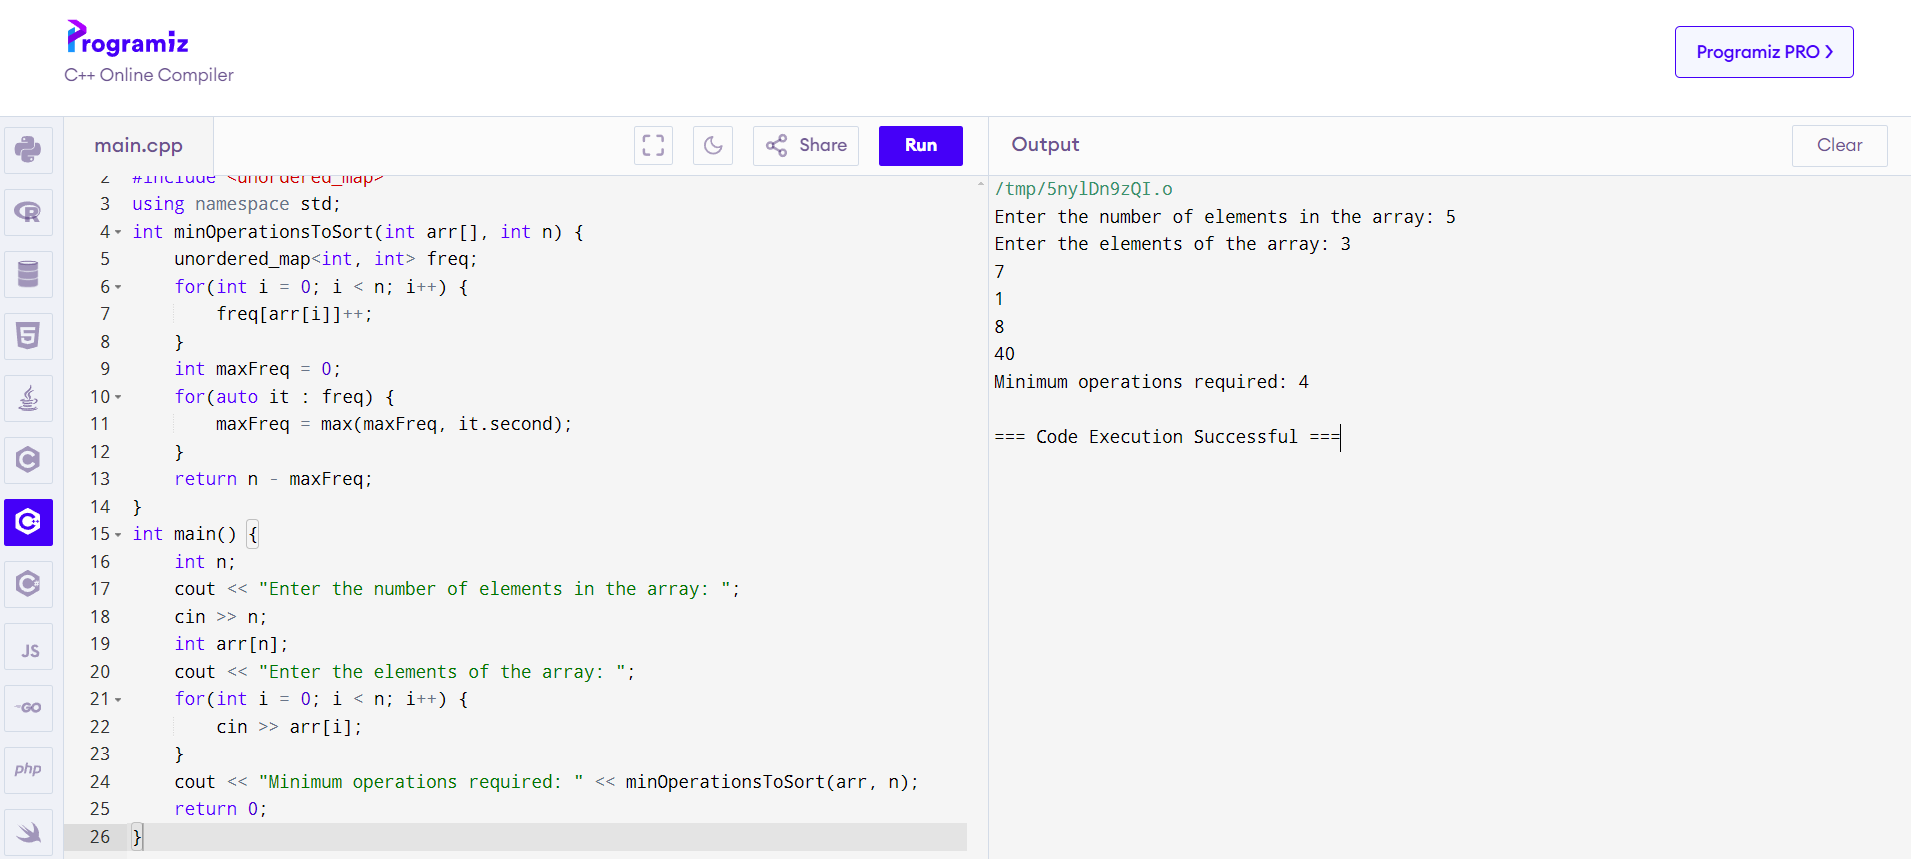 Programiz
C++ Online Compiler
Programiz PRO >
main.cpp
Share
Run
Output
Clear
2 #include <unordered_map>
3 using namespace std;
4 int minOperationsToSort(int arr[], int n) {
5     unordered_map<int, int> freq;
6     for(int i = 0; i < n; i++) {
7         freq[arr[i]]++;
8     }
9     int maxFreq = 0;
10     for(auto it : freq) {
11         maxFreq = max(maxFreq, it.second);
12     }
13     return n - maxFreq;
14 }
15 int main() {
16     int n;
17     cout << "Enter the number of elements in the array: ";
18     cin >> n;
19     int arr[n];
20     cout << "Enter the elements of the array: ";
21     for(int i = 0; i < n; i++) {
22         cin >> arr[i];
23     }
24     cout << "Minimum operations required: " << minOperationsToSort(arr, n);
25     return 0;
26 }
/tmp/5nylDn9zQI.o
Enter the number of elements in the array: 5
Enter the elements of the array: 3
7
1
8
40
Minimum operations required: 4
=== Code Execution Successful ===
R
5
C
C++
C#
JS
GO
php